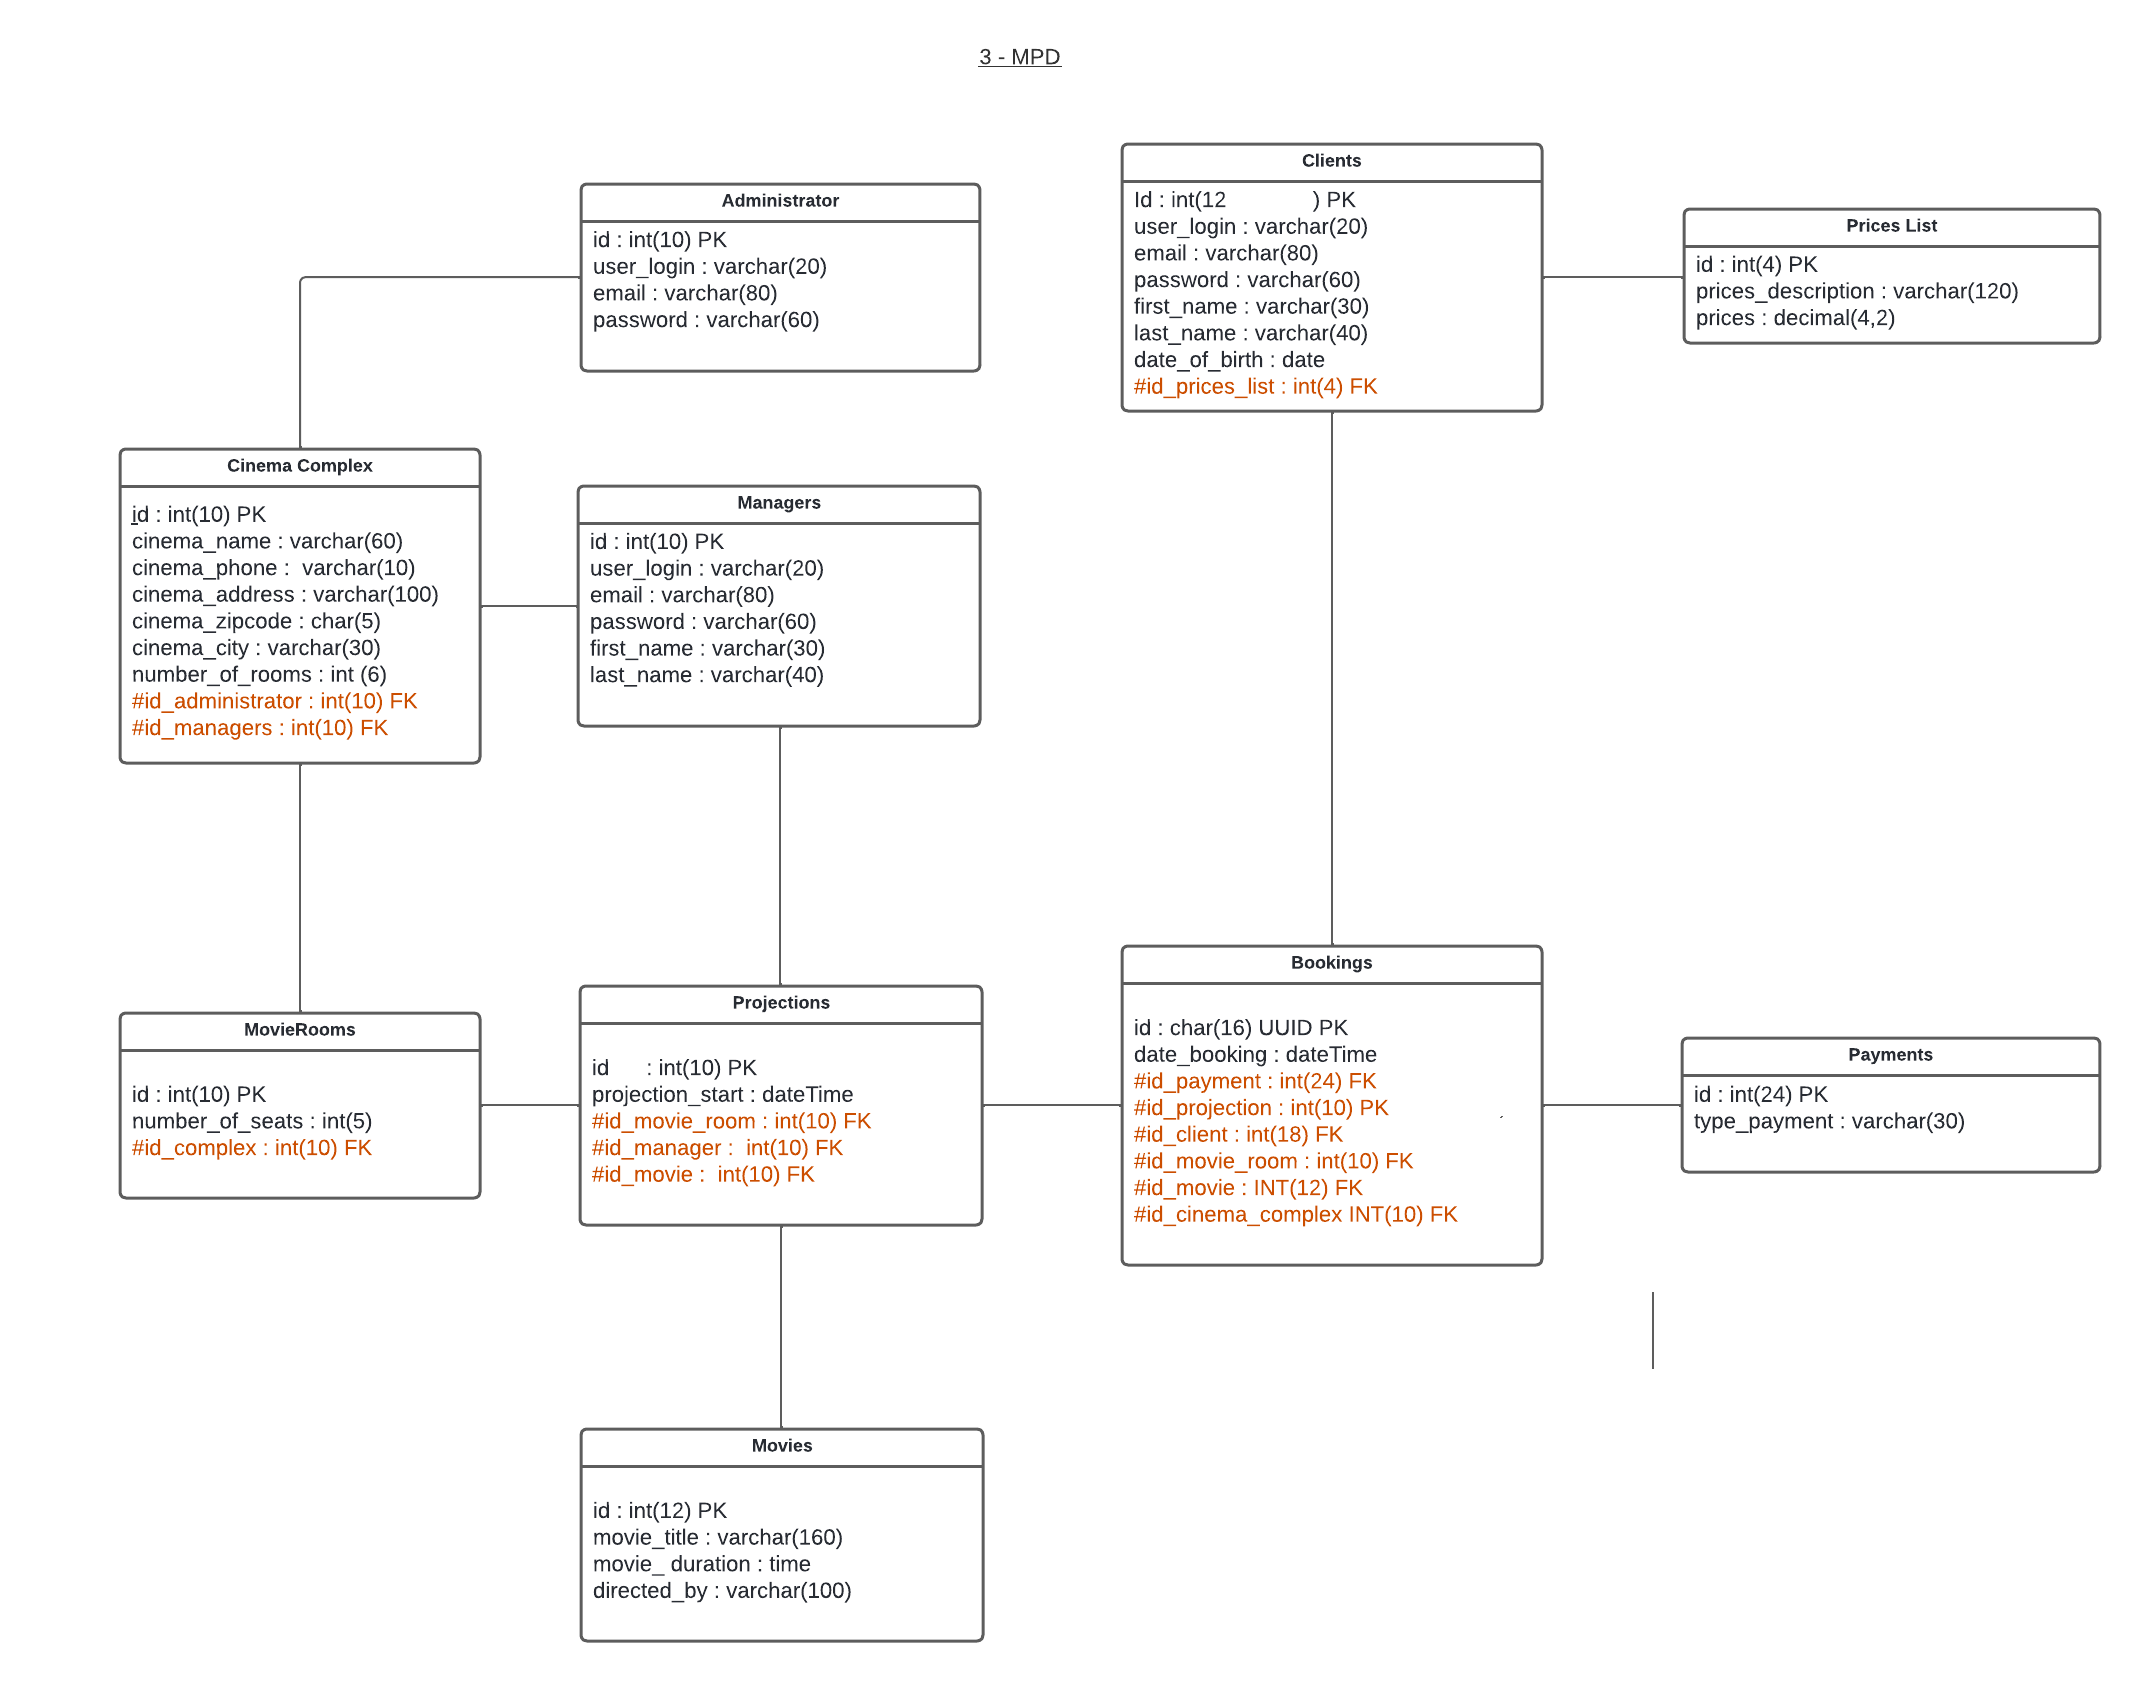 3 - MPD
Administrator
id : int(10) PK
user_login : varchar(20)
email : varchar(80)
password : varchar(60)
Clients
Id : int(12 ) PK
user_login : varchar(20)
email : varchar(80)
password : varchar(60)
first_name : varchar(30)
last_name : varchar(40)
date_of_birth : date
#id_prices_list : int(4) FK
Prices List
id : int(4) PK
prices_description : varchar(120)
prices : decimal(4,2)
Cinema Complex
id : int(10) PK
cinema_name : varchar(60)
cinema_phone : varchar(10)
cinema_address : varchar(100)
cinema_zipcode : char(5)
cinema_city : varchar(30)
number_of_rooms : int (6)
#id_administrator : int(10) FK
#id_managers : int(10) FK
Managers
id : int(10) PK
user_login : varchar(20)
email : varchar(80)
password : varchar(60)
first_name : varchar(30)
last_name : varchar(40)
MovieRooms
id : int(10) PK
number_of_seats : int(5)
#id_complex : int(10) FK
Projections
id : int(10) PK
projection_start : dateTime
#id_movie_room : int(10) FK
#id_manager : int(10) FK
#id_movie : int(10) FK
Bookings
id : char(16) UUID PK
date_booking : dateTime
#id_payment : int(24) FK
#id_projection : int(10) PK
#id_client : int(18) FK
#id_movie_room : int(10) FK
#id_movie : INT(12) FK
#id_cinema_complex INT(10) FK
Payments
id : int(24) PK
type_payment : varchar(30)
Movies
id : int(12) PK
movie_title : varchar(160)
movie_ duration : time
directed_by : varchar(100)